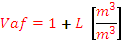 Vaf = 1 + L [m³/m³]